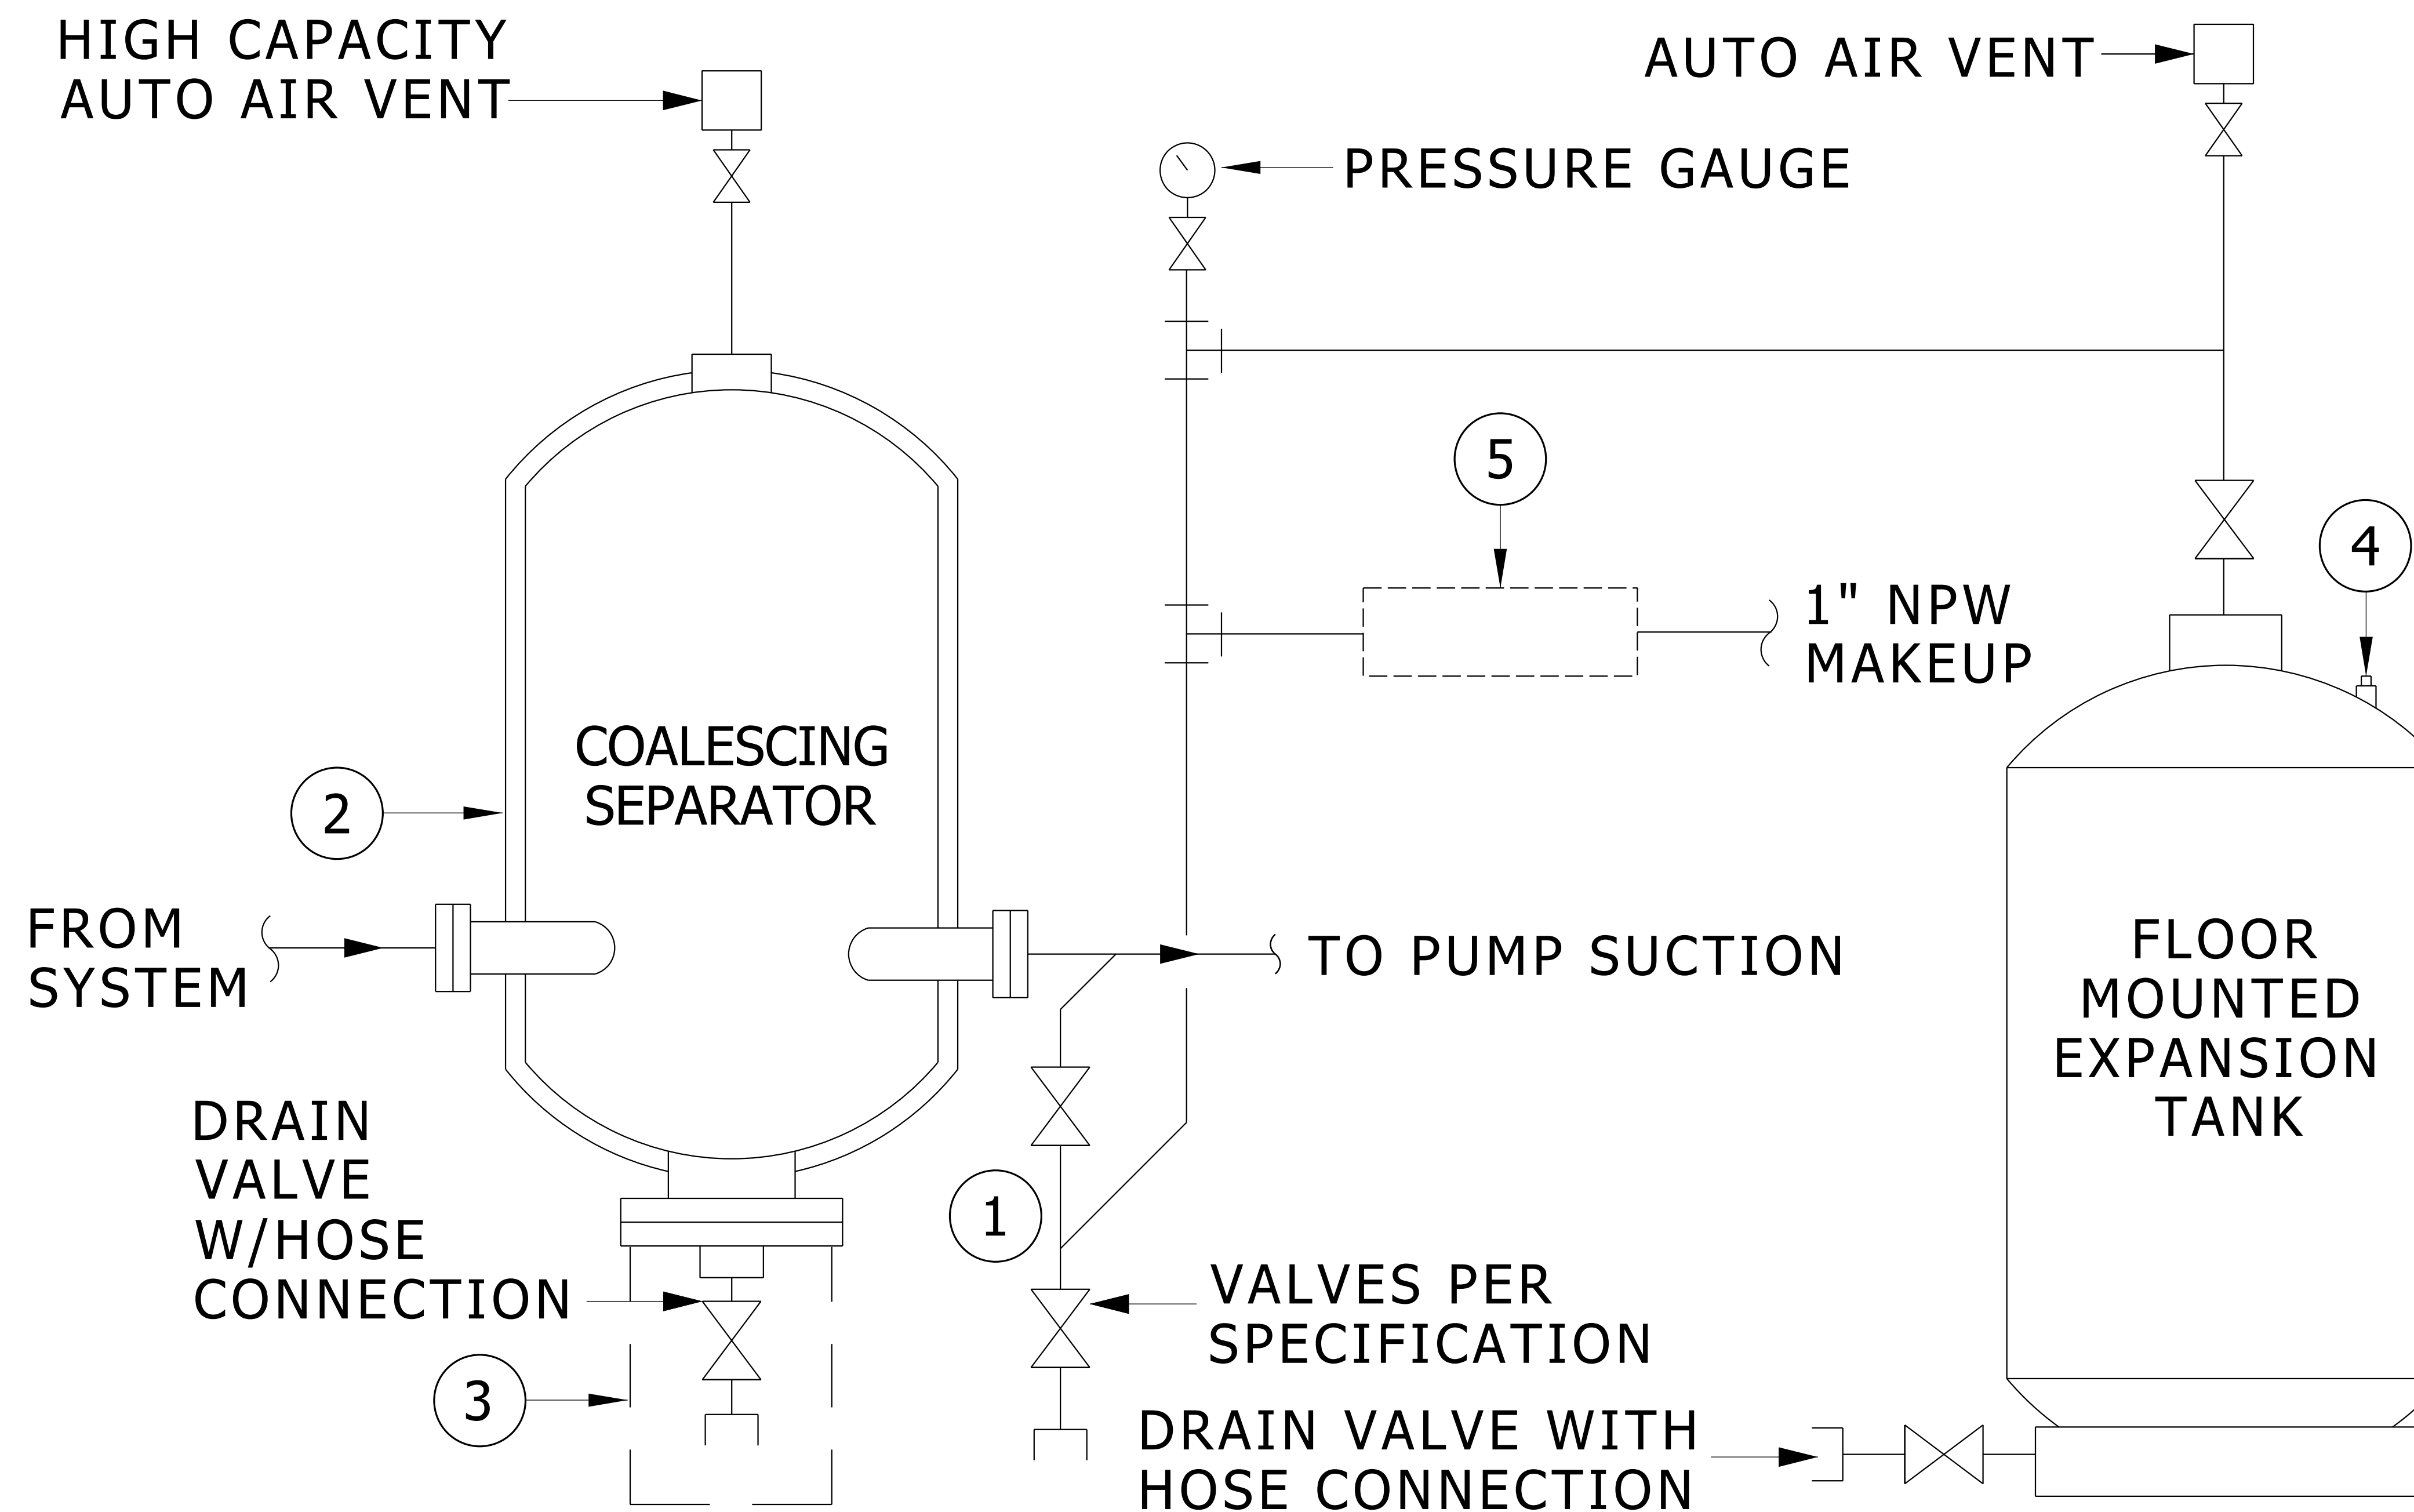 HIGH CAPACITY
AUTO AIR VENT
AUTO AIR VENT
PRESSURE GAUGE
5
4
1" NPW
MAKEUP
COALESCING
SEPARATOR
2
FROM
SYSTEM
TO PUMP SUCTION
FLOOR
MOUNTED
EXPANSION
TANK
DRAIN
VALVE
W/HOSE
CONNECTION
1
VALVES PER
SPECIFICATION
3
DRAIN VALVE WITH
HOSE CONNECTION